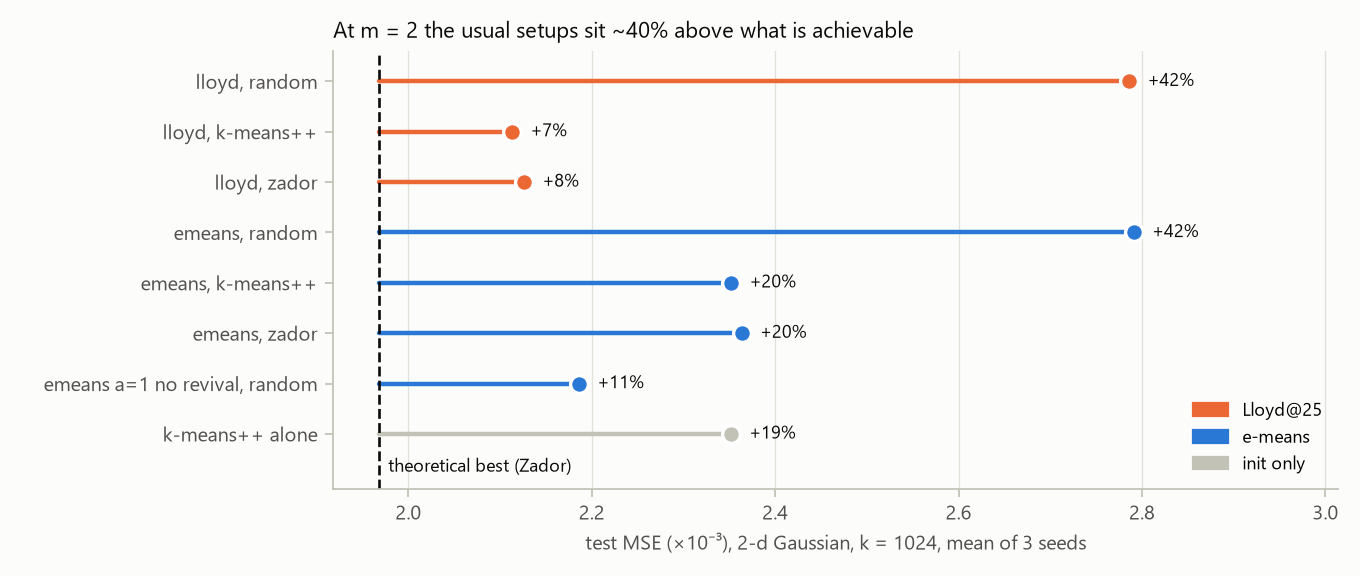 At m = 2 the usual setups sit ~40% above what is achievable
lloyd, random
+42%
lloyd, k-means++
+7%
lloyd, zador
+8%
emeans, random
+42%
emeans, k-means++
+20%
emeans, zador
+20%
emeans a=1 no revival, random
+11%
k-means++ alone
+19%
Lloyd@25
e-means
init only
theoretical best (Zador)
2.0 2.2 2.4 2.6 2.8 3.0
test MSE (×10⁻³), 2-d Gaussian, k = 1024, mean of 3 seeds